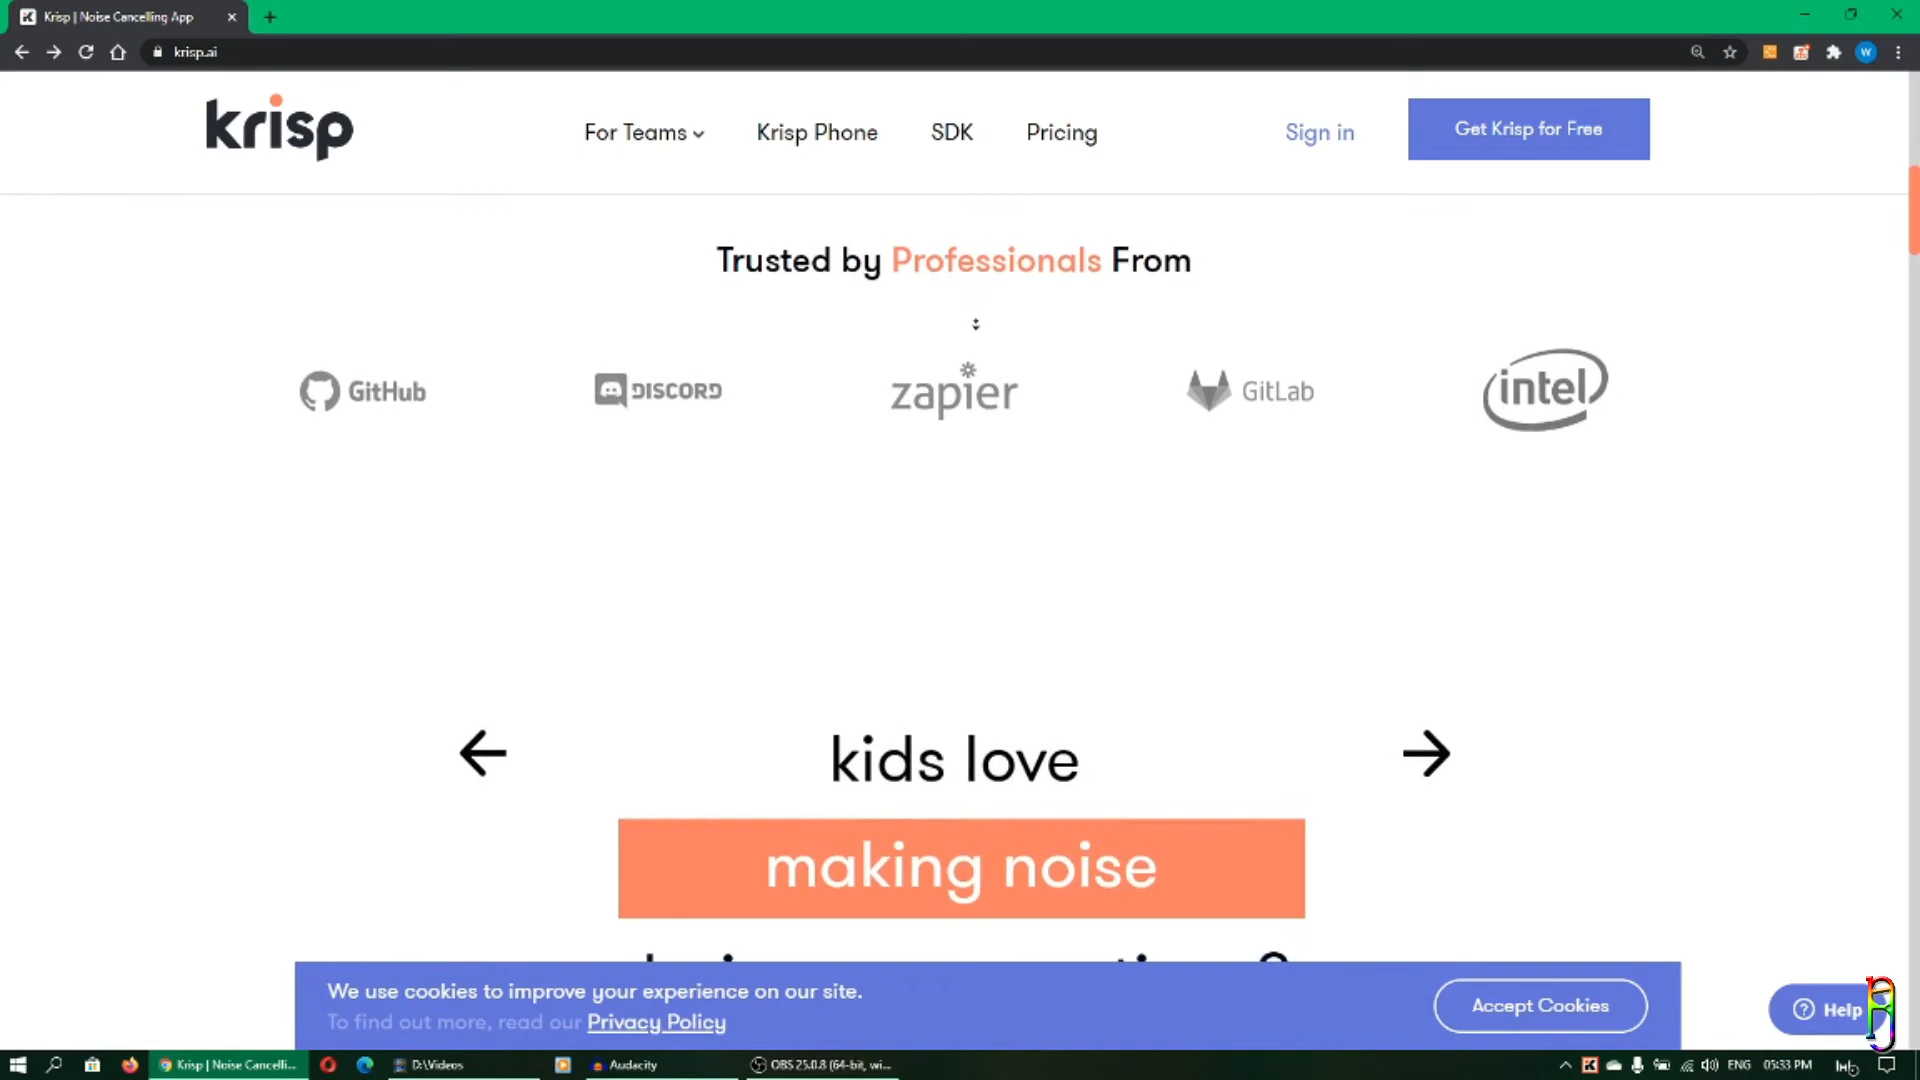 Krisp | Noise Cancelling App
krisp.ai
W
krisp
For Teams
Krisp Phone
SDK
Pricing
Sign in
Get Krisp for Free
Trusted by Professionals From
GitHub
DISCORD
zapier
GitLab
intel
kids love
making noise
We use cookies to improve your experience on our site.
To find out more, read our Privacy Policy
Accept Cookies
Help
Krisp | Noise Cancelli...
D:\Videos
Audacity
OBS 25.0.8 (64-bit, wi...
ENG
05:33 PM